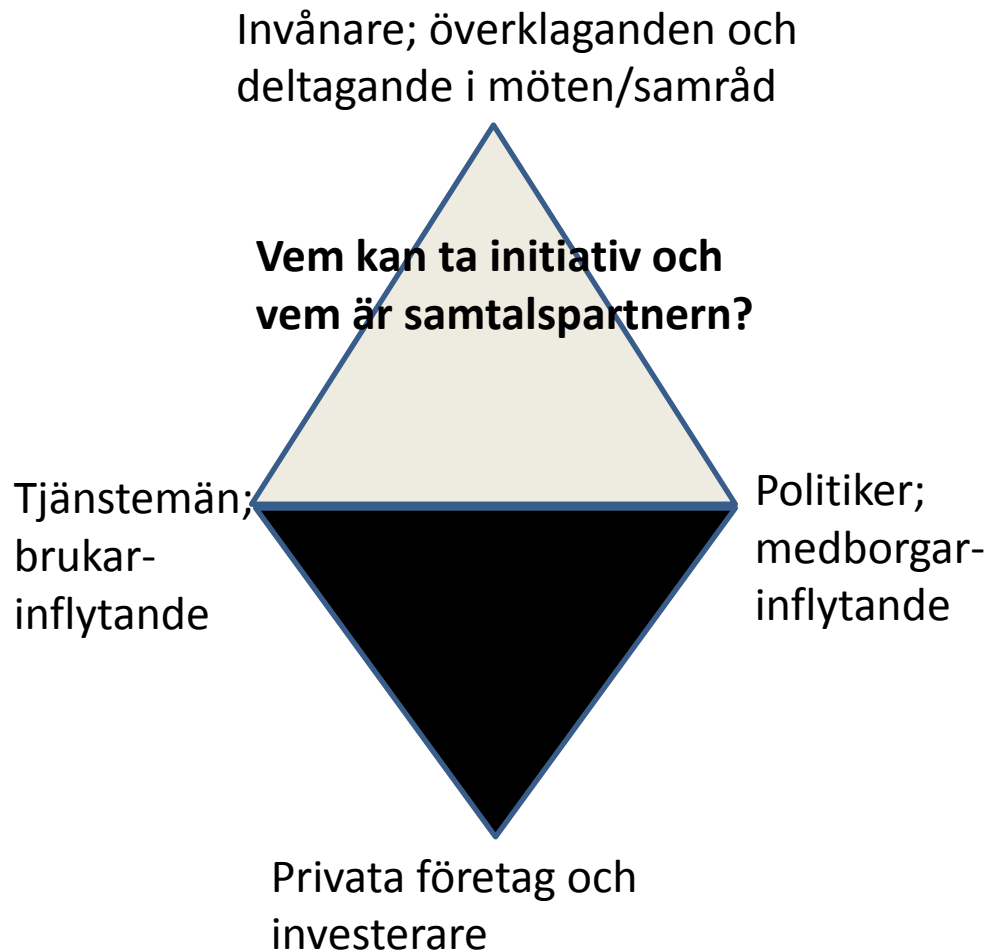 Invånare; överklaganden och
deltagande i möten/samråd
Vem kan ta initiativ och
vem är samtalspartnern?
Tjänstemän;
brukar-
inflytande
Politiker;
medborgar-
inflytande
Privata företag och
investerare